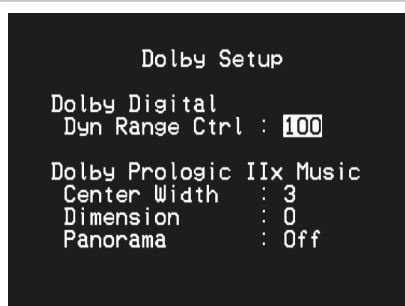 Dolby Setup
Dolby Digital
Dyn Range Ctrl : 100
Dolby Prologic IIx Music
Center Width : 3
Dimension : 0
Panorama : Off